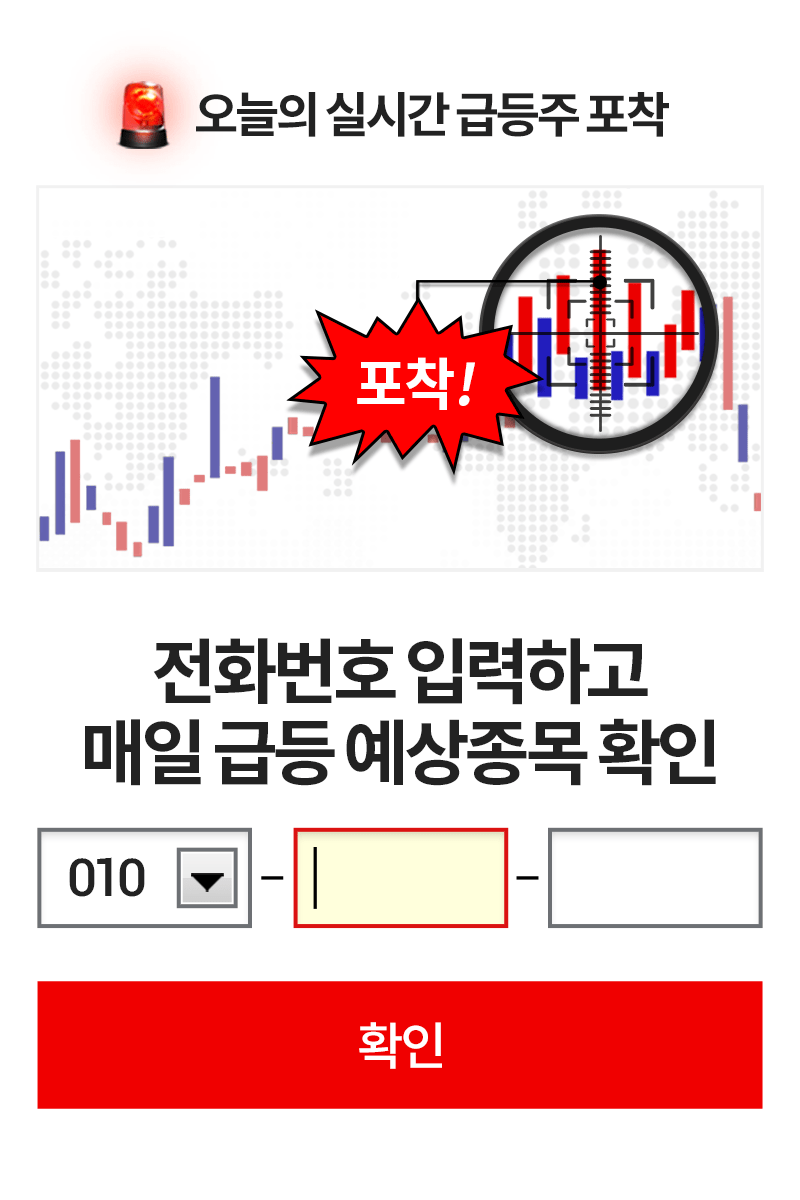 오늘의 실시간 급등주 포착
포착!
전화번호 입력하고
매일 급등 예상종목 확인
010 - -
확인